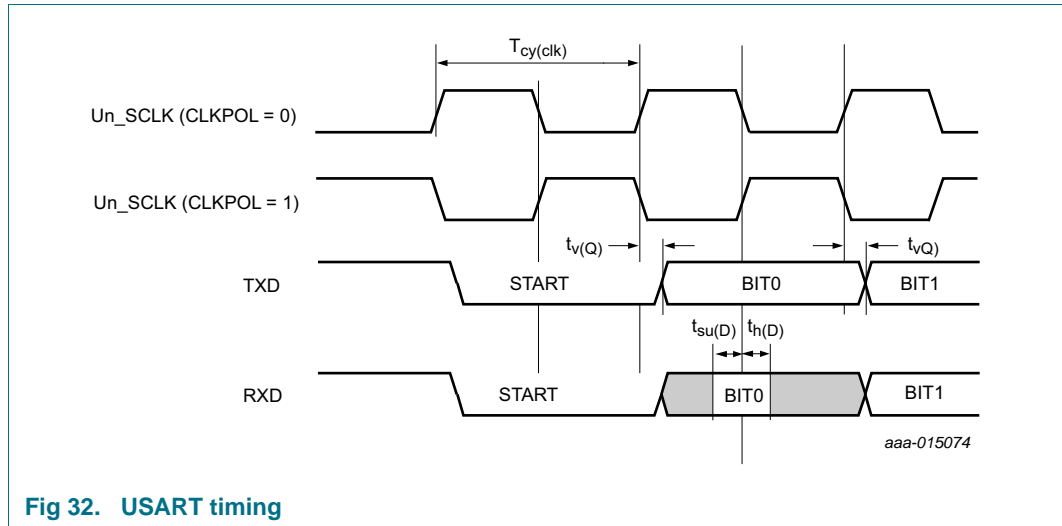 Tcy(clk)
Un_SCLK (CLKPOL = 0)
Un_SCLK (CLKPOL = 1)
tv(Q)
tvQ)
TXD
START
BIT0
BIT1
tsu(D)
th(D)
RXD
START
BIT0
BIT1
aaa-015074
Fig 32. USART timing